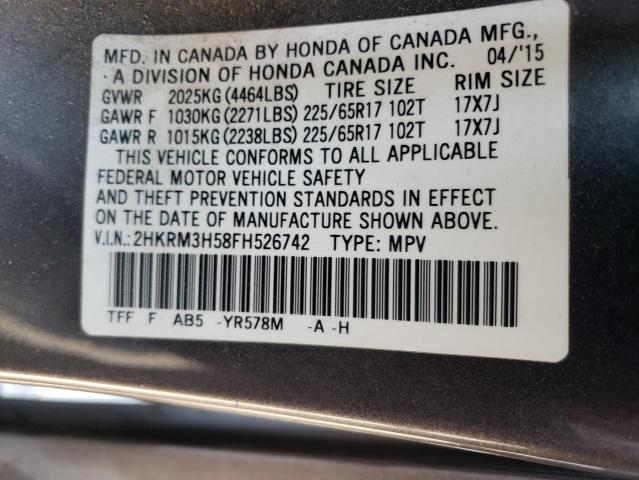 MFD. IN CANADA BY HONDA OF CANADA MFG.,
- A DIVISION OF HONDA CANADA INC. 04/'15
GVWR 2025KG(4464LBS) TIRE SIZE RIM SIZE
GAWR F 1030KG(2271LBS) 225/65R17 102T 17X7J
GAWR R 1015KG(2238LBS) 225/65R17 102T 17X7J
THIS VEHICLE CONFORMS TO ALL APPLICABLE
FEDERAL MOTOR VEHICLE SAFETY
AND THEFT PREVENTION STANDARDS IN EFFECT
ON THE DATE OF MANUFACTURE SHOWN ABOVE.
V.I.N.: 2HKRM3H58FH526742 TYPE: MPV
TFF F AB5 -YR578M -A -H